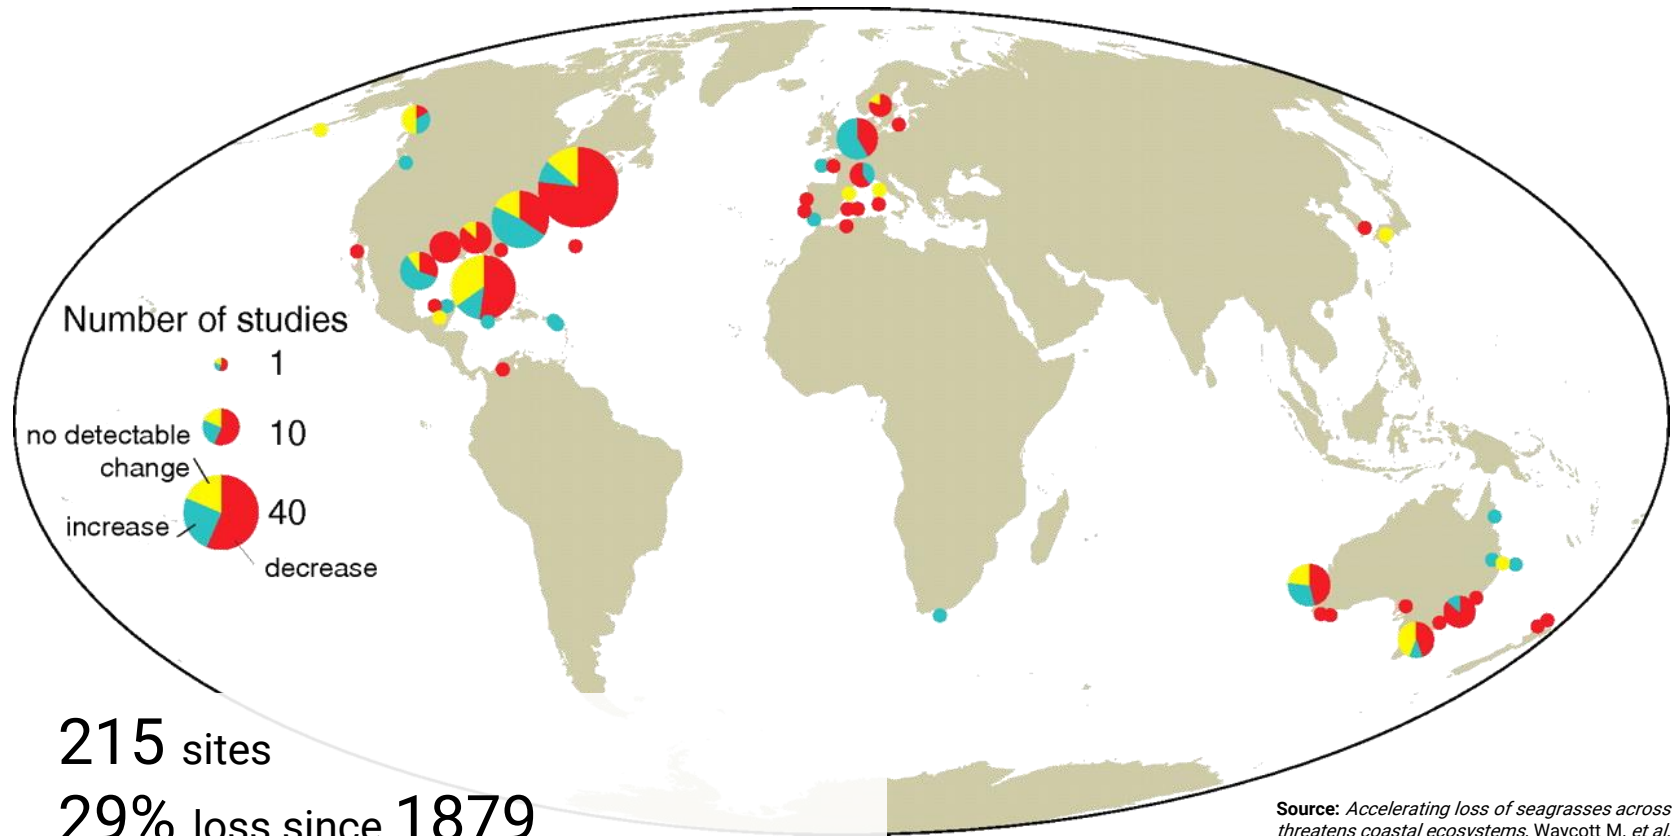 Number of studies
1
no detectable
change
10
increase
40
decrease
215 sites
29% loss since 1879
Source: Accelerating loss of seagrasses across
threatens coastal ecosystems, Waycott M. et al.